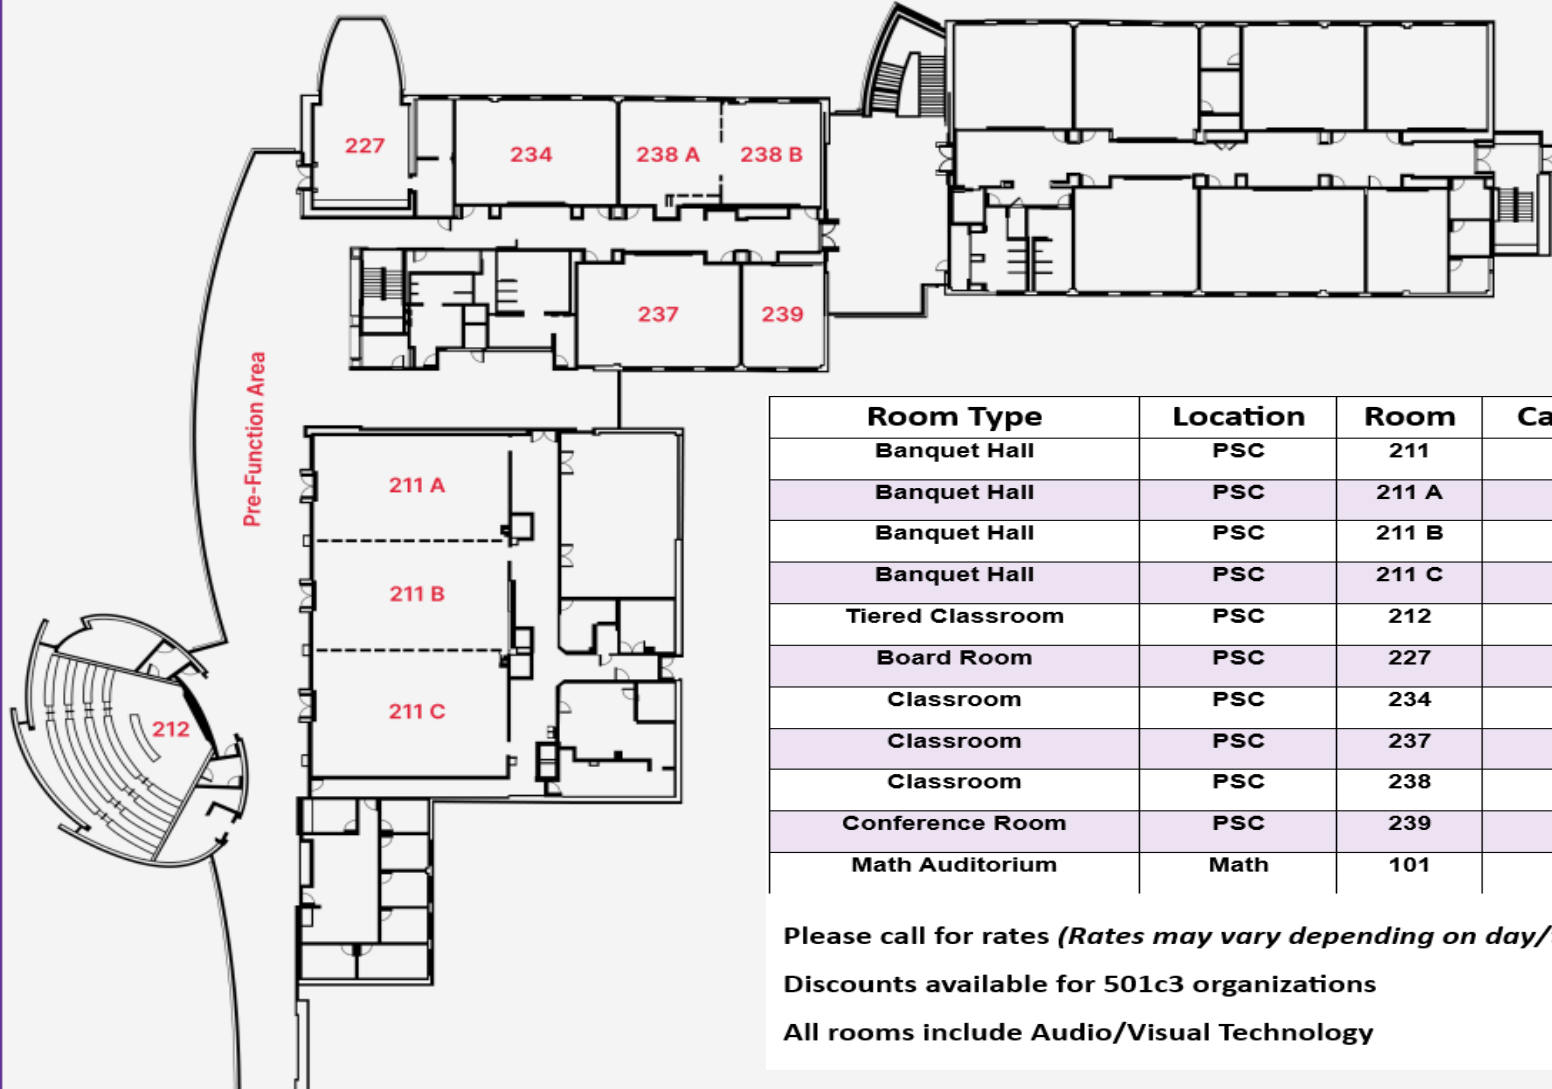 227
234
238 A
238 B
237
239
Pre-Function Area
211 A
211 B
211 C
212
Room Type Location Room
Banquet Hall PSC 211
Banquet Hall PSC 211 A
Banquet Hall PSC 211 B
Banquet Hall PSC 211 C
Tiered Classroom PSC 212
Board Room PSC 227
Classroom PSC 234
Classroom PSC 237
Classroom PSC 238
Conference Room PSC 239
Math Auditorium Math 101
Please call for rates (Rates may vary depending on day/
Discounts available for 501c3 organizations
All rooms include Audio/Visual Technology